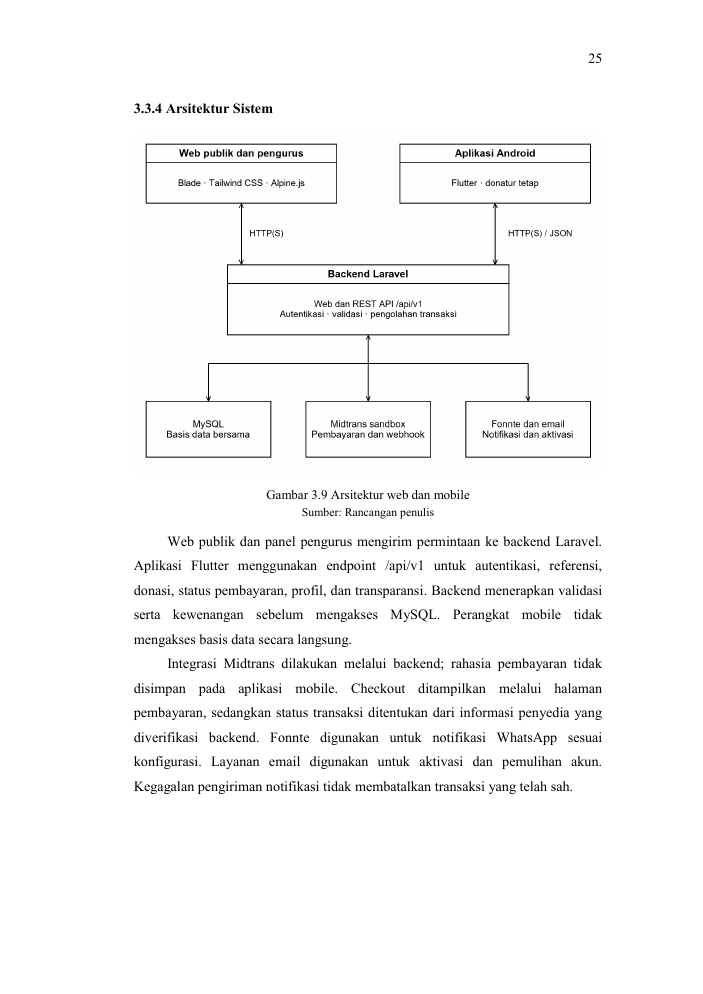 25
3.3.4 Arsitektur Sistem
Web publik dan pengurus
Blade · Tailwind CSS · Alpine.js
Aplikasi Android
Flutter · donatur tetap
HTTP(S)
HTTP(S) / JSON
Backend Laravel
Web dan REST API /api/v1
Autentikasi · validasi · pengolahan transaksi
MySQL
Basis data bersama
Midtrans sandbox
Pembayaran dan webhook
Fonnte dan email
Notifikasi dan aktivasi
Gambar 3.9 Arsitektur web dan mobile
Sumber: Rancangan penulis
Web publik dan panel pengurus mengirim permintaan ke backend Laravel.
Aplikasi Flutter menggunakan endpoint /api/v1 untuk autentikasi, referensi,
donasi, status pembayaran, profil, dan transparansi. Backend menerapkan validasi
serta kewenangan sebelum mengakses MySQL. Perangkat mobile tidak
mengakses basis data secara langsung.
Integrasi Midtrans dilakukan melalui backend; rahasia pembayaran tidak
disimpan pada aplikasi mobile. Checkout ditampilkan melalui halaman
pembayaran, sedangkan status transaksi ditentukan dari informasi penyedia yang
diverifikasi backend. Fonnte digunakan untuk notifikasi WhatsApp sesuai
konfigurasi. Layanan email digunakan untuk aktivasi dan pemulihan akun.
Kegagalan pengiriman notifikasi tidak membatalkan transaksi yang telah sah.